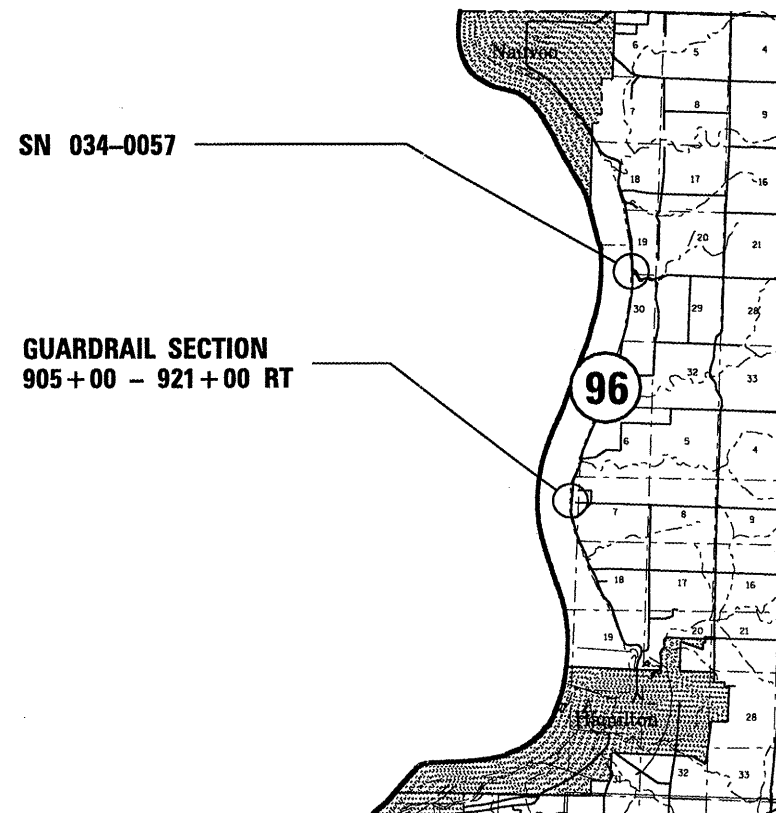 Nauvoo
6 5 4
7 8 9
SN 034–0057
18 17 16
19 20 21
30 29 28
GUARDRAIL SECTION
905+00 – 921+00 RT
96
32 33
6 5 4
7 8 9
18 17 16
19 20 21
Hamilton
28
31 32 33